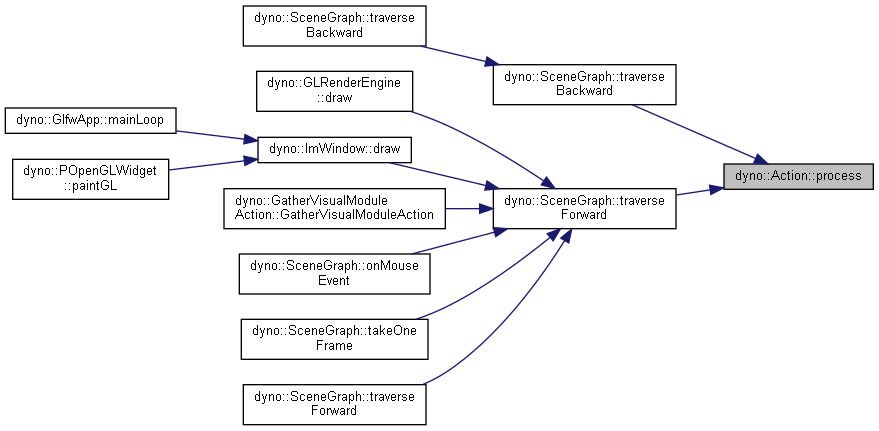 dyno::SceneGraph::traverse
Backward
dyno::SceneGraph::traverse
Backward
dyno::GLRenderEngine
::draw
dyno::GlfwApp::mainLoop
dyno::ImWindow::draw
dyno::POpenGLWidget
::paintGL
dyno::Action::process
dyno::GatherVisualModule
Action::GatherVisualModuleAction
dyno::SceneGraph::traverse
Forward
dyno::SceneGraph::onMouse
Event
dyno::SceneGraph::takeOne
Frame
dyno::SceneGraph::traverse
Forward